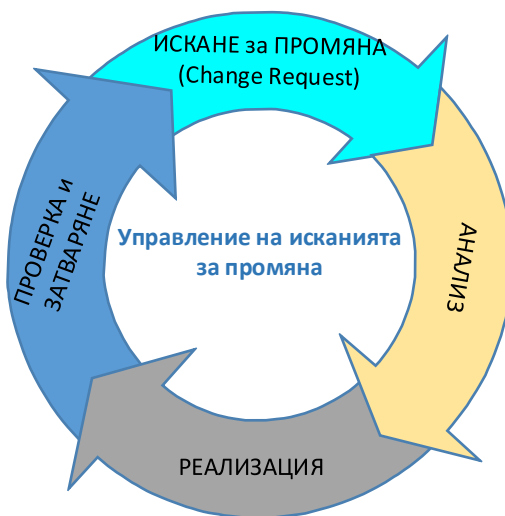 ИСКАНЕ за ПРОМЯНА
(Change Request)
АНАЛИЗ
РЕАЛИЗАЦИЯ
ПРОВЕРКА и
ЗАТВАРЯНЕ
Управление на исканията
за промяна